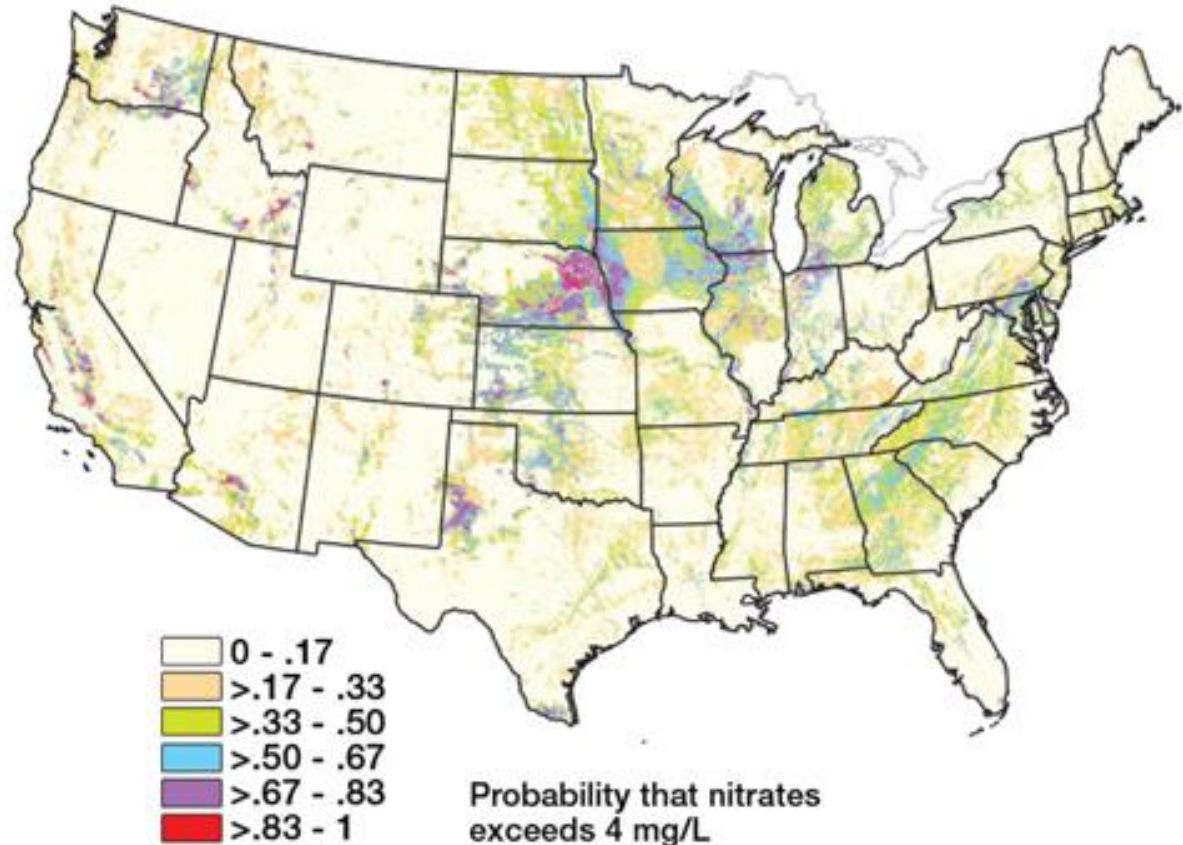 0 - .17
>.17 - .33
>.33 - .50
>.50 - .67
>.67 - .83
>.83 - 1
Probability that nitrates
exceeds 4 mg/L